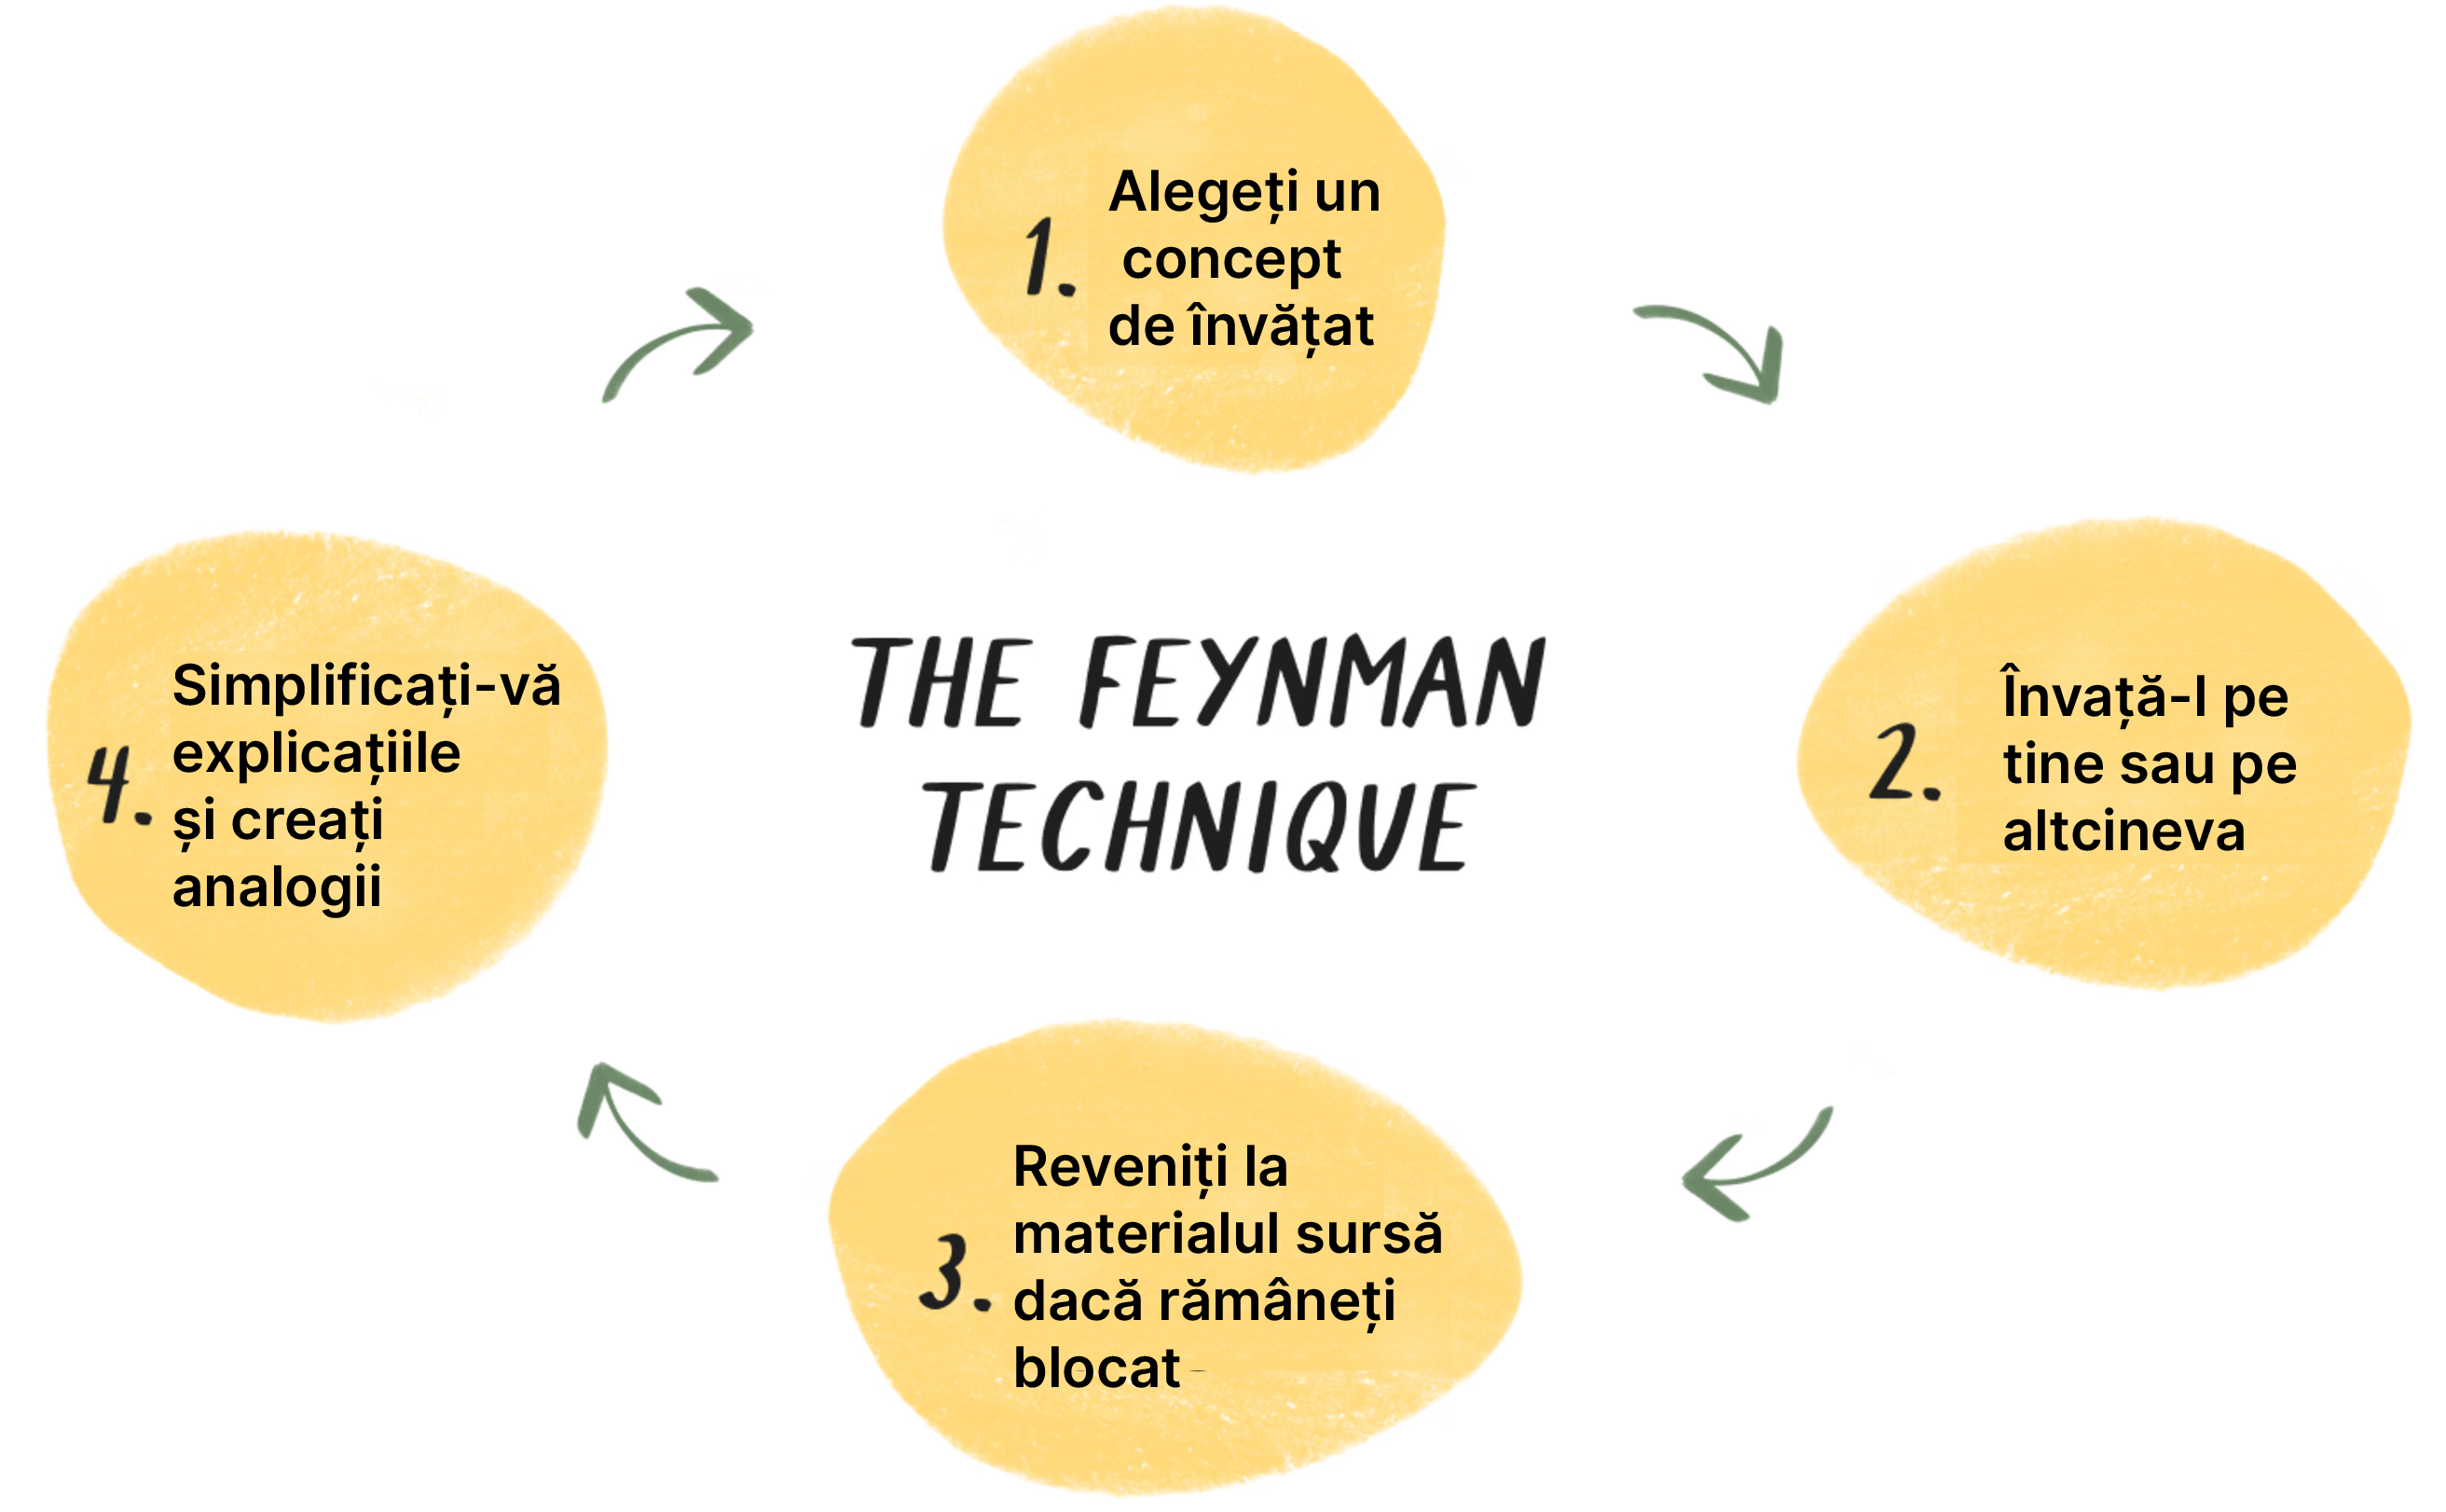 1.
Alegeți un
concept
de învățat
THE FEYNMAN
TECHNIQUE
2.
Învață-l pe
tine sau pe
altcineva
3.
Reveniți la
materialul sursă
dacă rămâneți
blocat
4.
Simplificați-vă
explicațiile
și creați
analogii